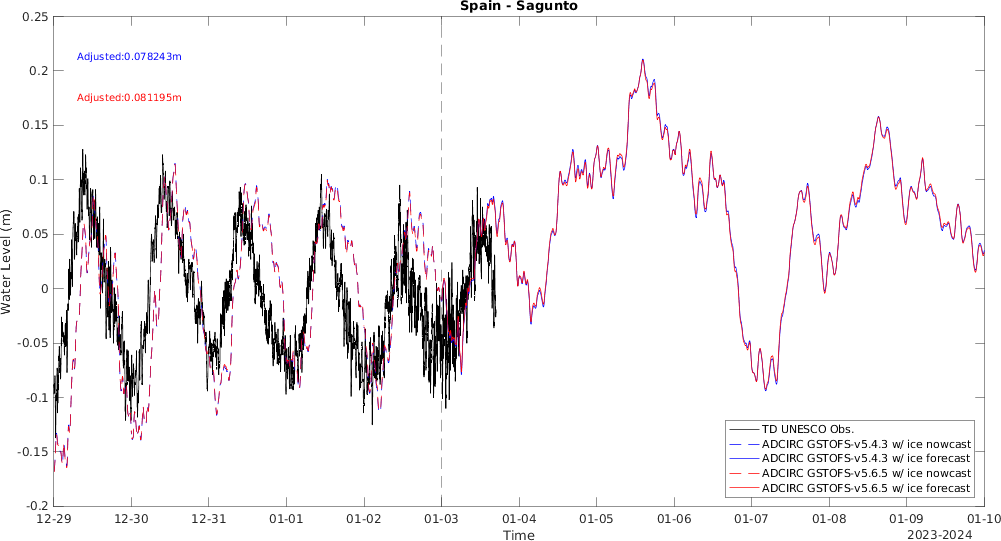 Spain - Sagunto
Adjusted:0.078243m
Adjusted:0.081195m
Water Level (m)
0.25
0.2
0.15
0.1
0.05
0
-0.05
-0.1
-0.15
-0.2
12-29 12-30 12-31 01-01 01-02 01-03 01-04 01-05 01-06 01-07 01-08 01-09 01-10
Time
2023-2024
TD UNESCO Obs.
ADCIRC GSTOFS-v5.4.3 w/ ice nowcast
ADCIRC GSTOFS-v5.4.3 w/ ice forecast
ADCIRC GSTOFS-v5.6.5 w/ ice nowcast
ADCIRC GSTOFS-v5.6.5 w/ ice forecast